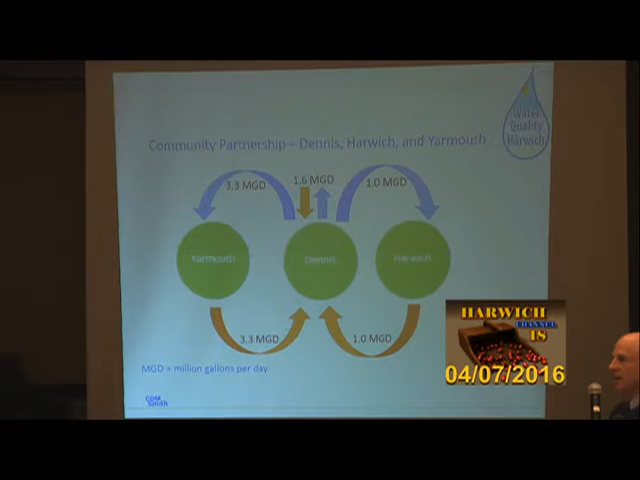 Water
Quality
Harwich
Community Partnership – Dennis, Harwich, and Yarmouth
3.3 MGD
1.6 MGD
1.0 MGD
Yarmouth
Dennis
Harwich
3.3 MGD
1.0 MGD
MGD = million gallons per day
CDM
Smith
HARWICH
CHANNEL
18
04/07/2016